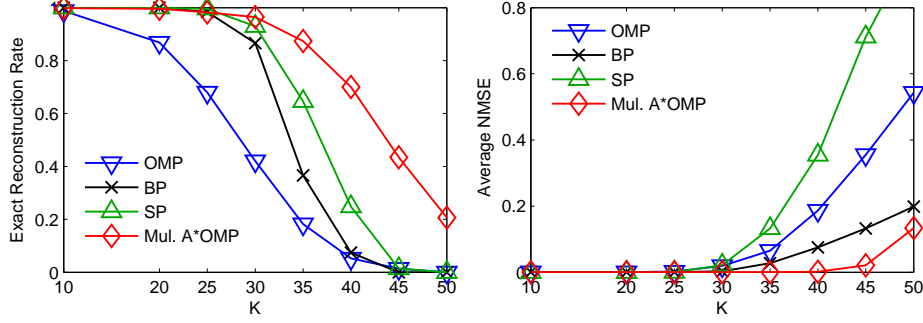 1
0.8
0.6
0.4
0.2
0
10 20 25 30 35 40 45 50
K
Exact Reconstruction Rate
OMP
BP
SP
Mul. A*OMP
0.8
0.6
0.4
0.2
0
10 20 25 30 35 40 45 50
K
Average NMSE
OMP
BP
SP
Mul. A*OMP